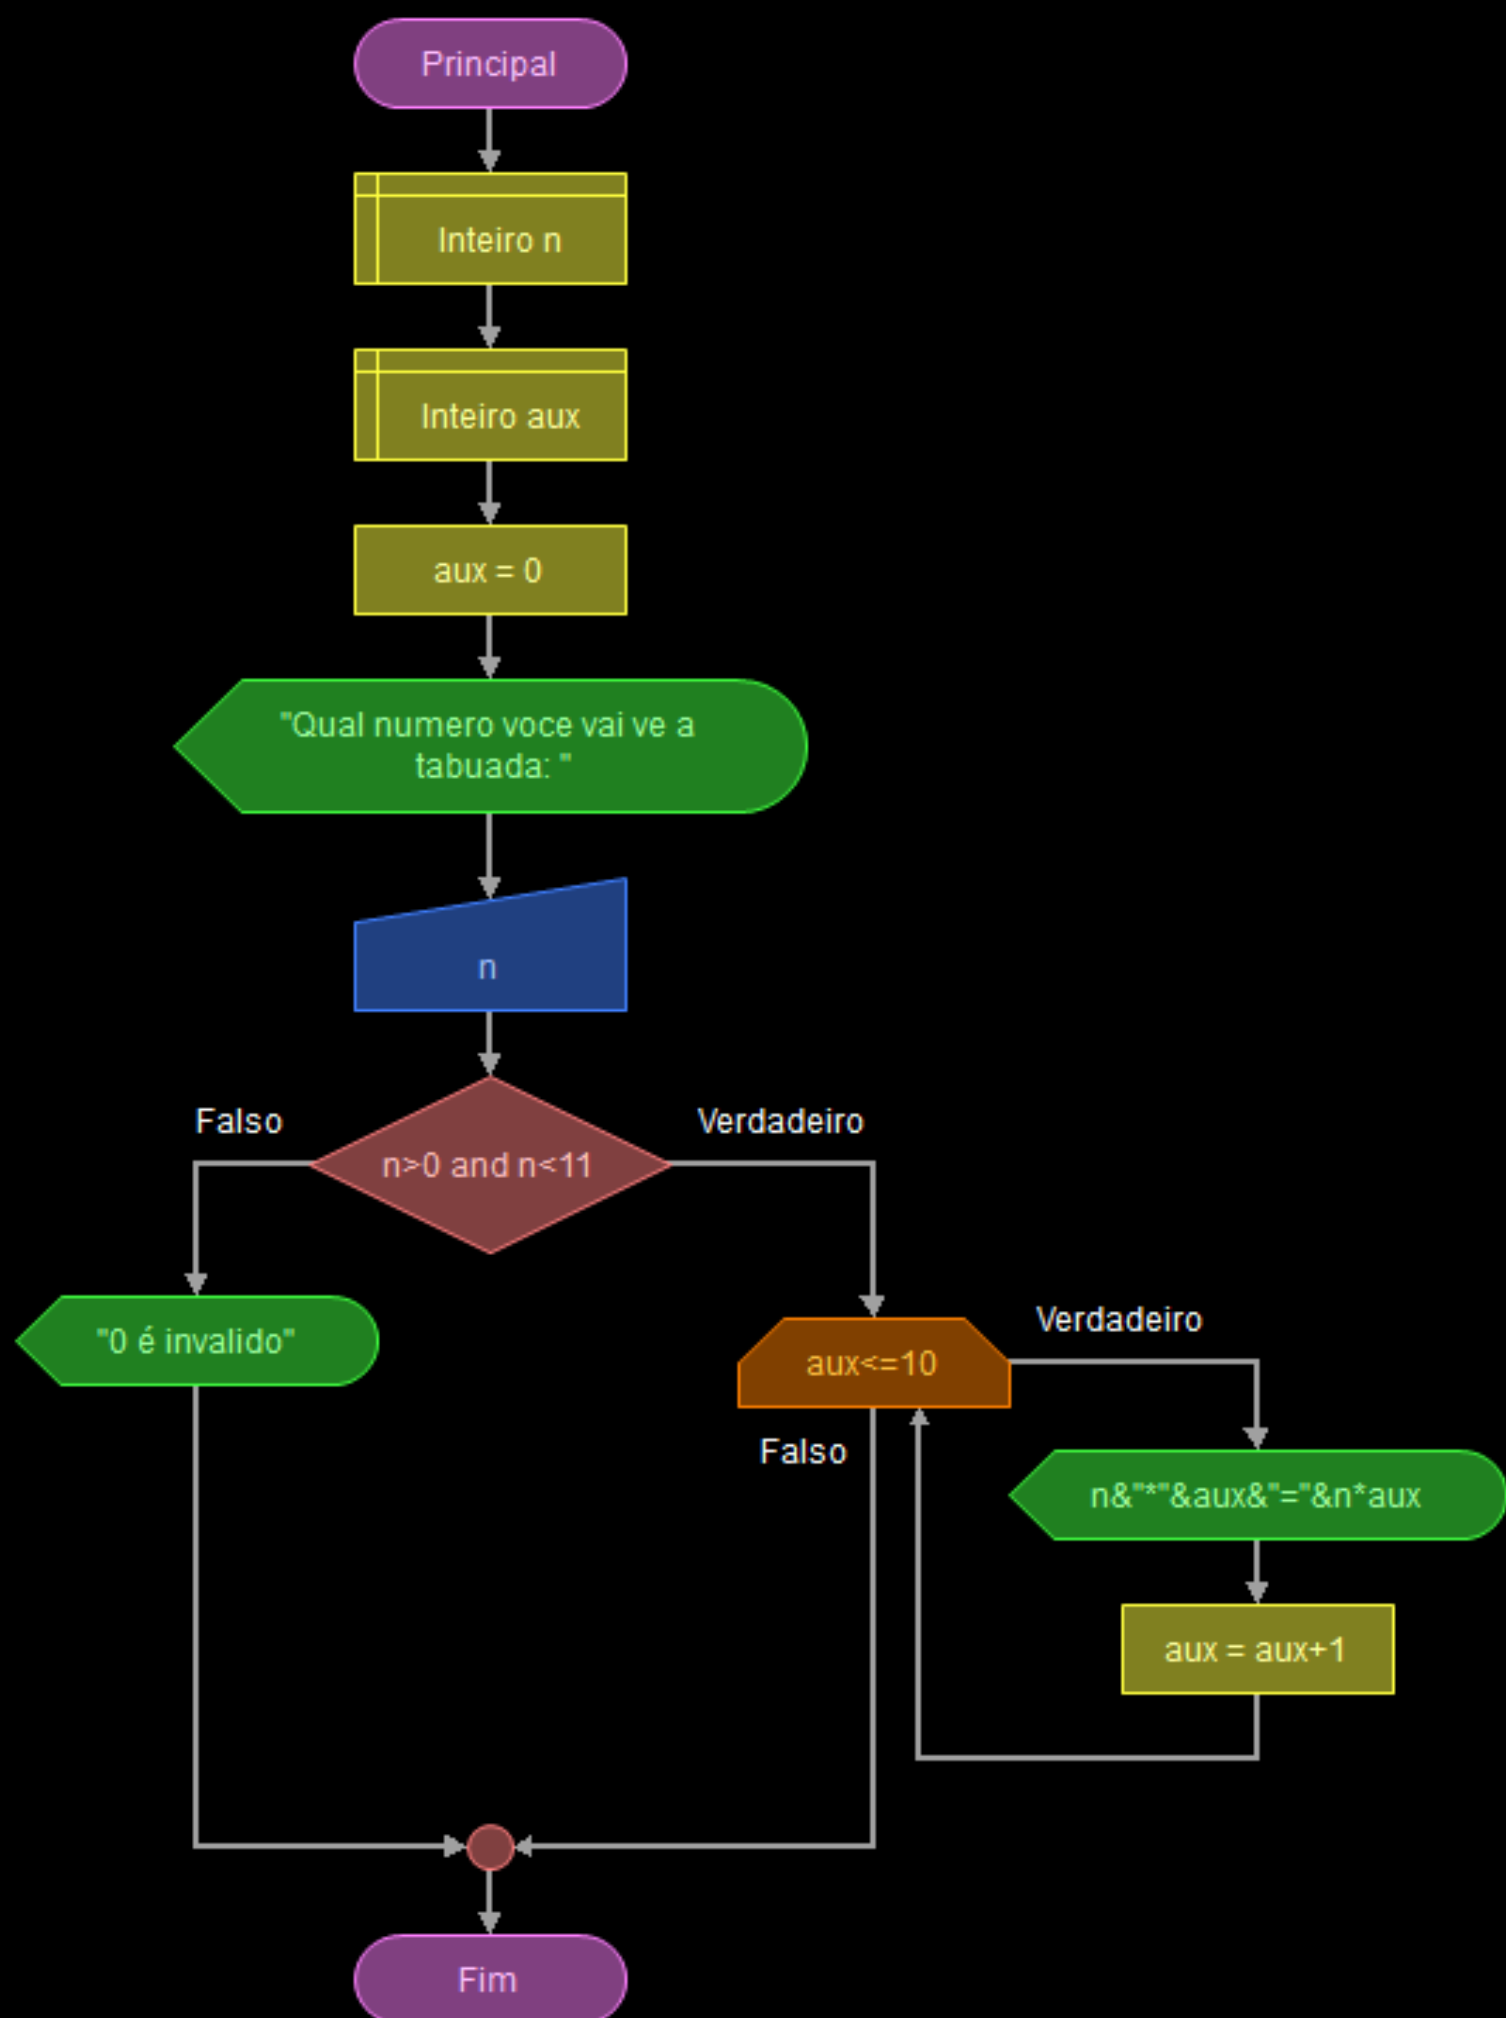 Principal
Inteiro n
Inteiro aux
aux = 0
"Qual numero voce vai ve a
tabuada: "
n
Falso
Verdadeiro
n>0 and n<11
"0 é invalido"
aux<=10
Verdadeiro
Falso
n&"*"&aux&"="&n*aux
aux = aux+1
Fim